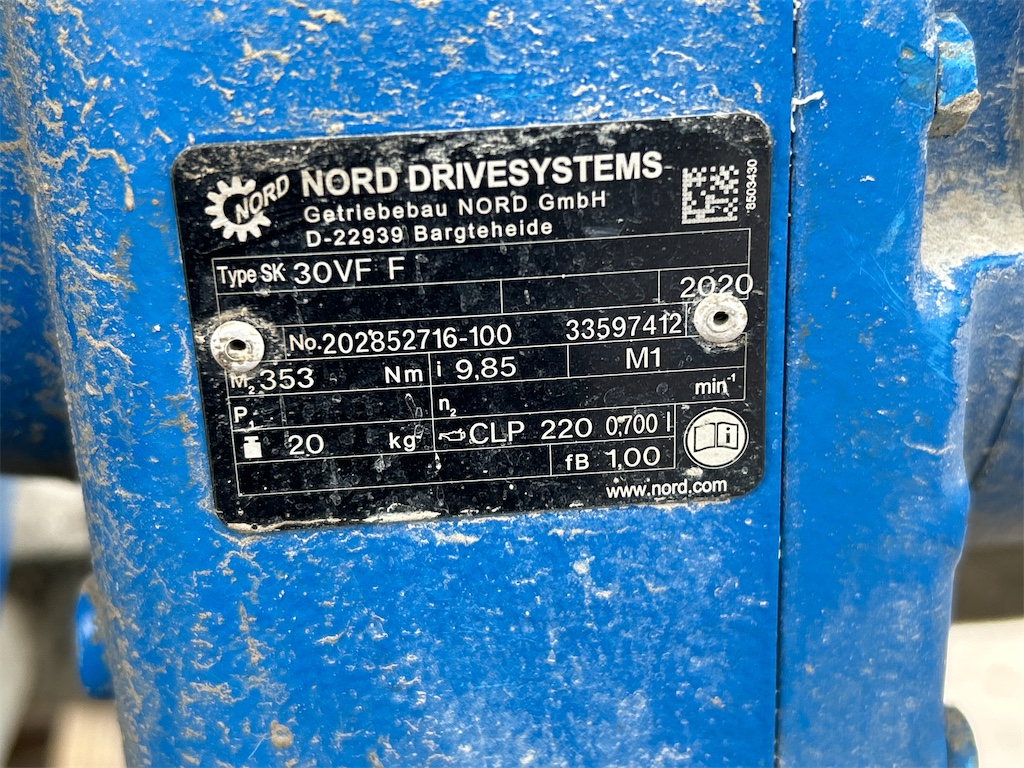 NORD
NORD DRIVESYSTEMS
Getriebebau NORD GmbH
D-22939 Bargteheide
8503430
Type SK 30VF F
2020
No. 202852716-100 33597412
M₂ 353 Nm i 9,85 M1
P₁ n₂ min⁻¹
20 kg CLP 220 0,700 l
fB 1,00
i
www.nord.com